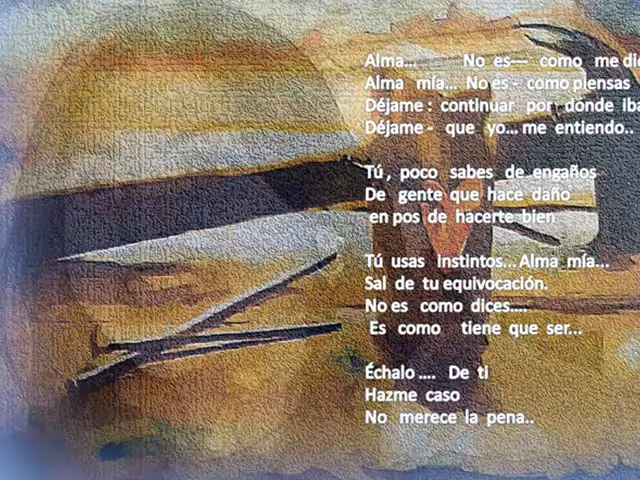 Alma... No es--- como me
Alma mía... No es - como piensas
Déjame : continuar por donde
Déjame - que yo... me entiendo..
Tú , poco sabes de engaños
De gente que hace daño
en pos de hacerte bien
Tú usas instintos... Alma mía...
Sal de tu equivocación.
No es como dices....
Es como tiene que ser...
Échalo .... De ti
Hazme caso
No merece la pena..